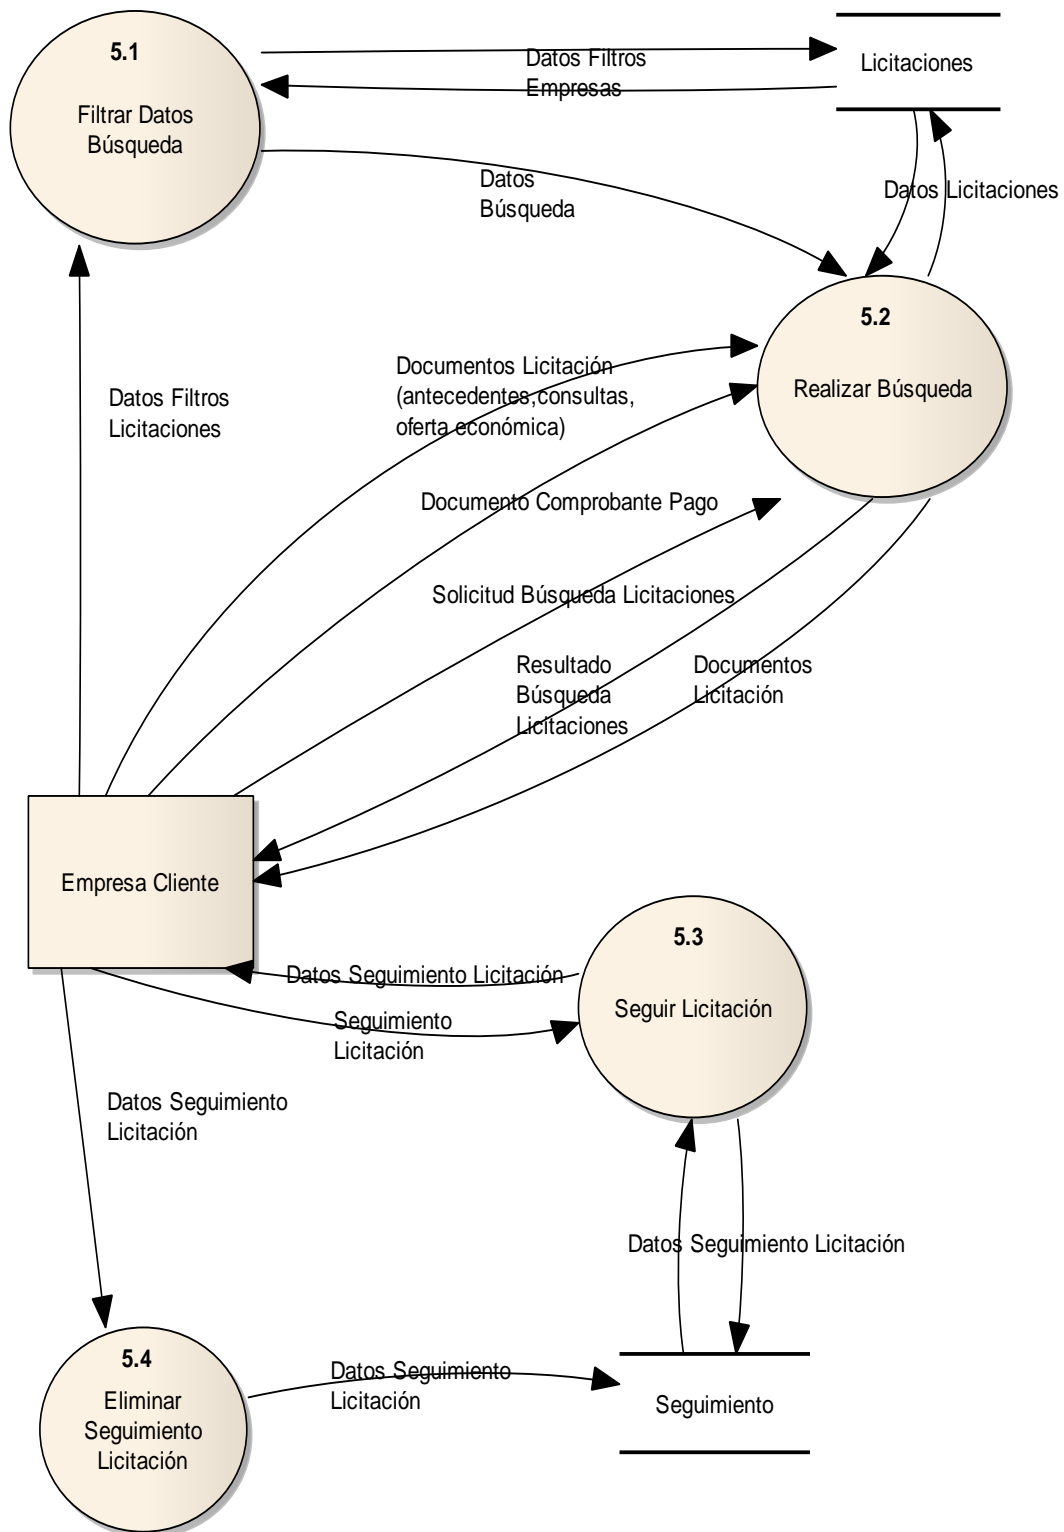 5.1
Filtrar Datos
Búsqueda
Datos Filtros
Empresas
Licitaciones
Datos
Búsqueda
Datos Licitaciones
5.2
Realizar Búsqueda
Documentos Licitación
(antecedentes,consultas,
oferta económica)
Datos Filtros
Licitaciones
Documento Comprobante Pago
Solicitud Búsqueda Licitaciones
Resultado
Búsqueda
Licitaciones
Documentos
Licitación
Empresa Cliente
5.3
Seguir Licitación
Datos Seguimiento Licitación
Seguimiento
Licitación
Datos Seguimiento
Licitación
Datos Seguimiento Licitación
5.4
Eliminar
Seguimiento
Licitación
Datos Seguimiento
Licitación
Seguimiento